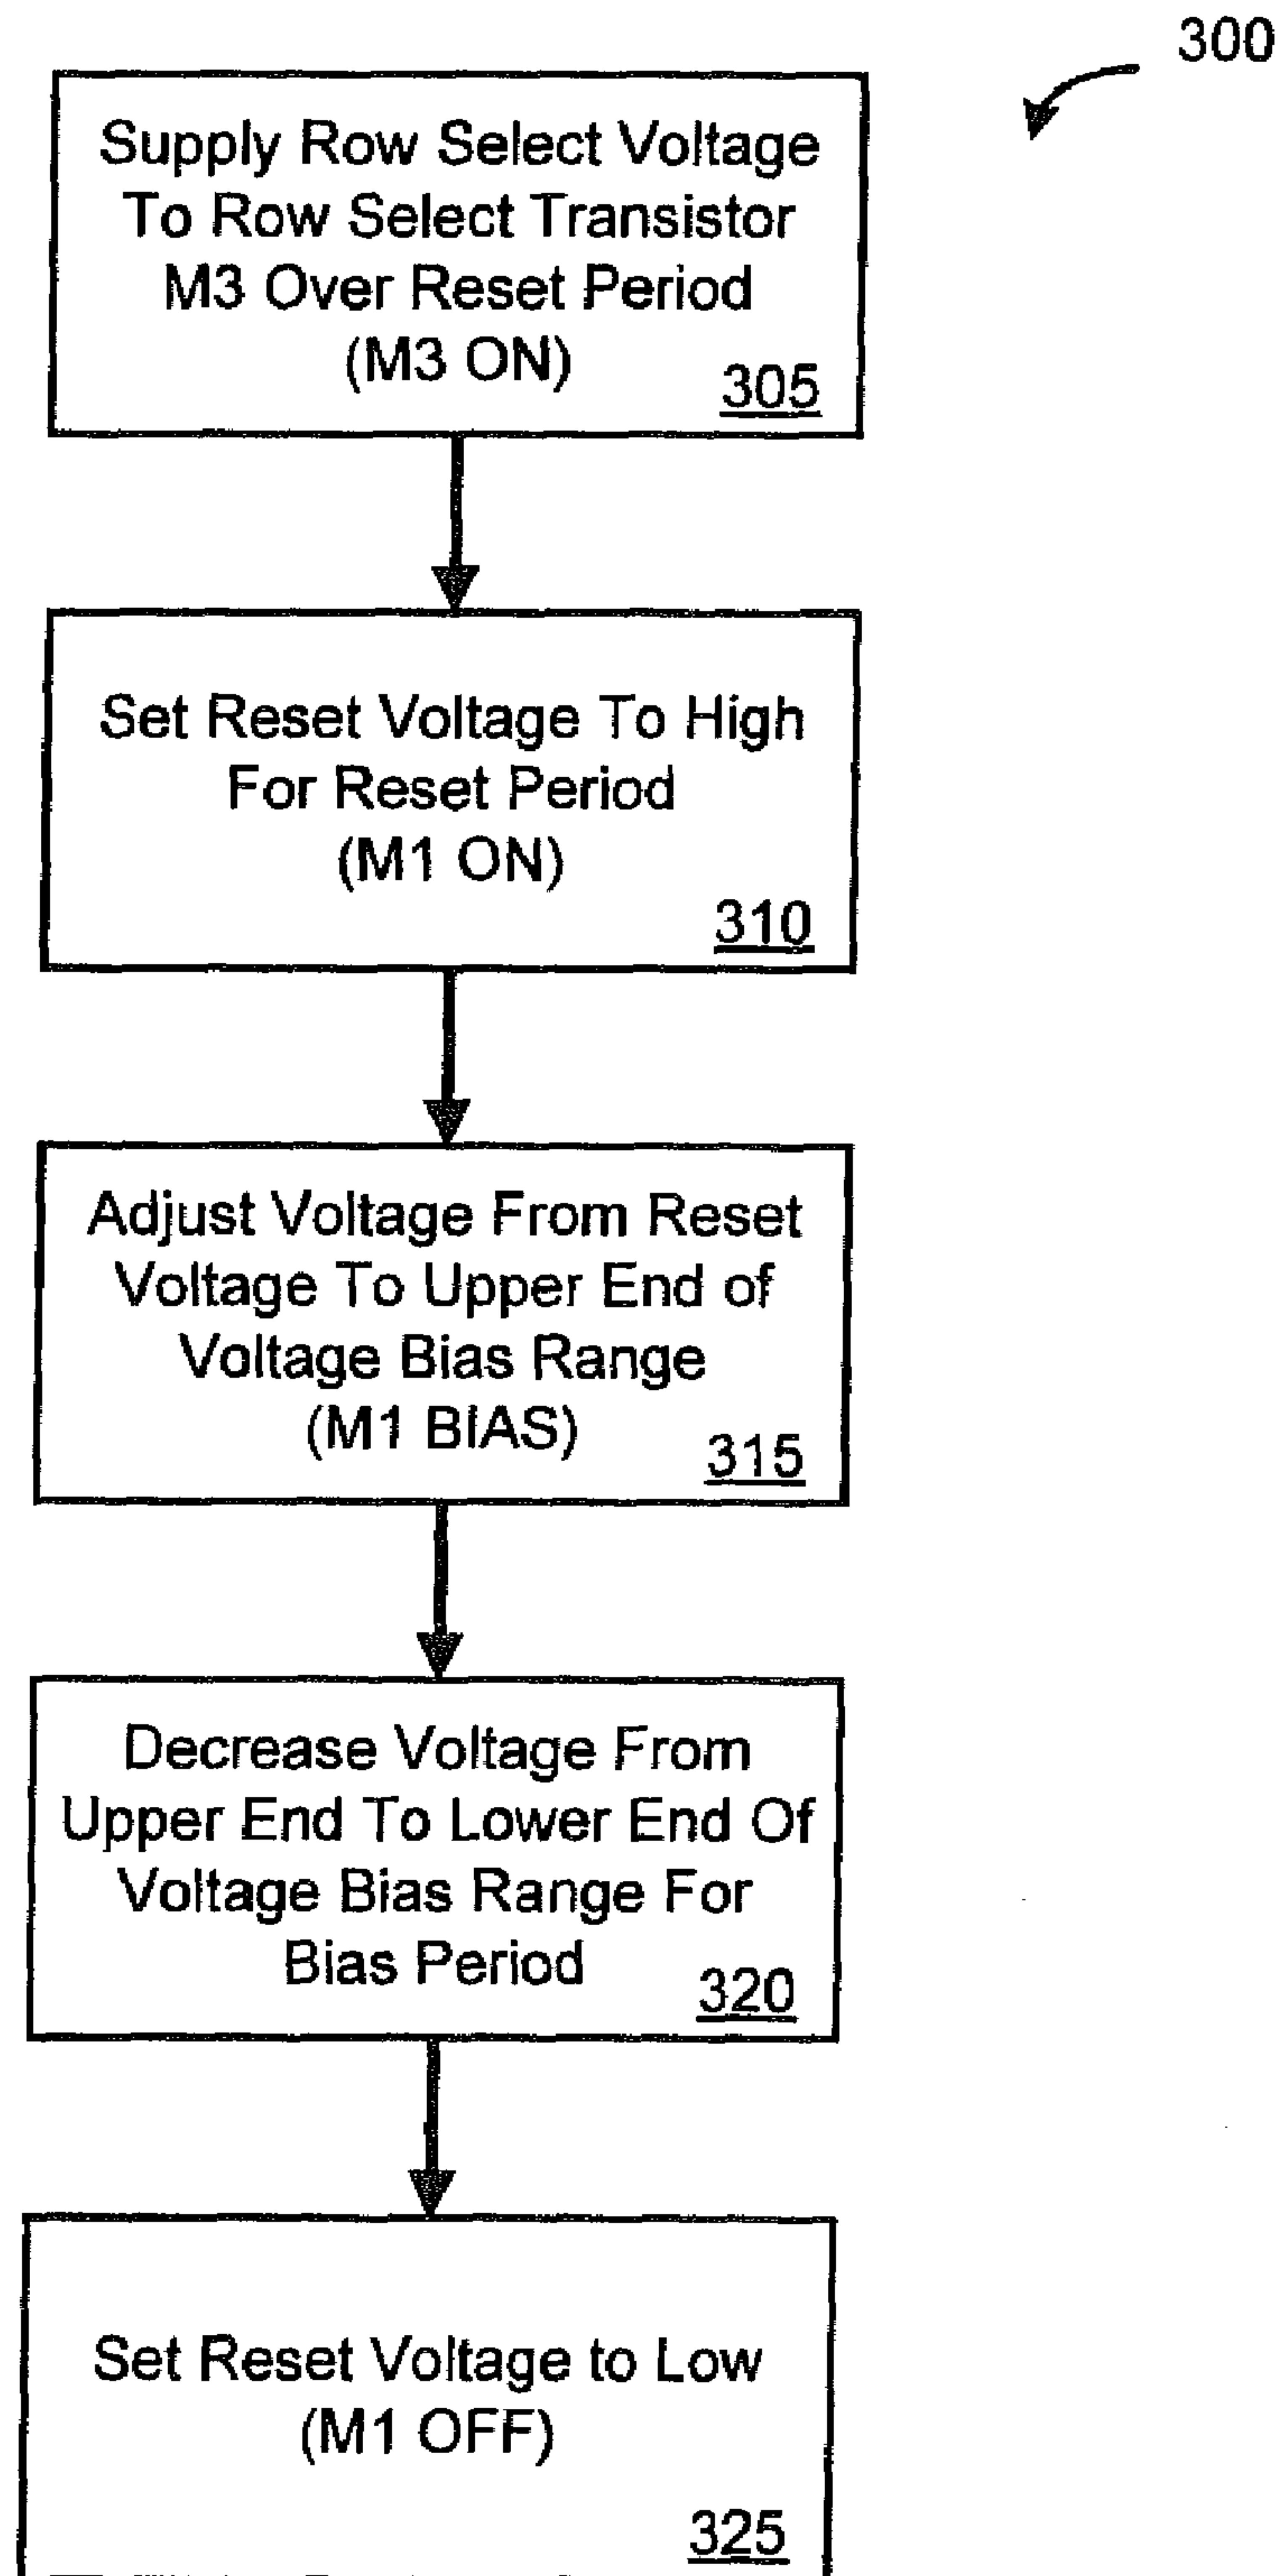 300
Supply Row Select Voltage
To Row Select Transistor
M3 Over Reset Period
(M3 ON)
305
Set Reset Voltage To High
For Reset Period
(M1 ON)
310
Adjust Voltage From Reset
Voltage To Upper End of
Voltage Bias Range
(M1 BIAS)
315
Decrease Voltage From
Upper End To Lower End Of
Voltage Bias Range For
Bias Period
320
Set Reset Voltage to Low
(M1 OFF)
325